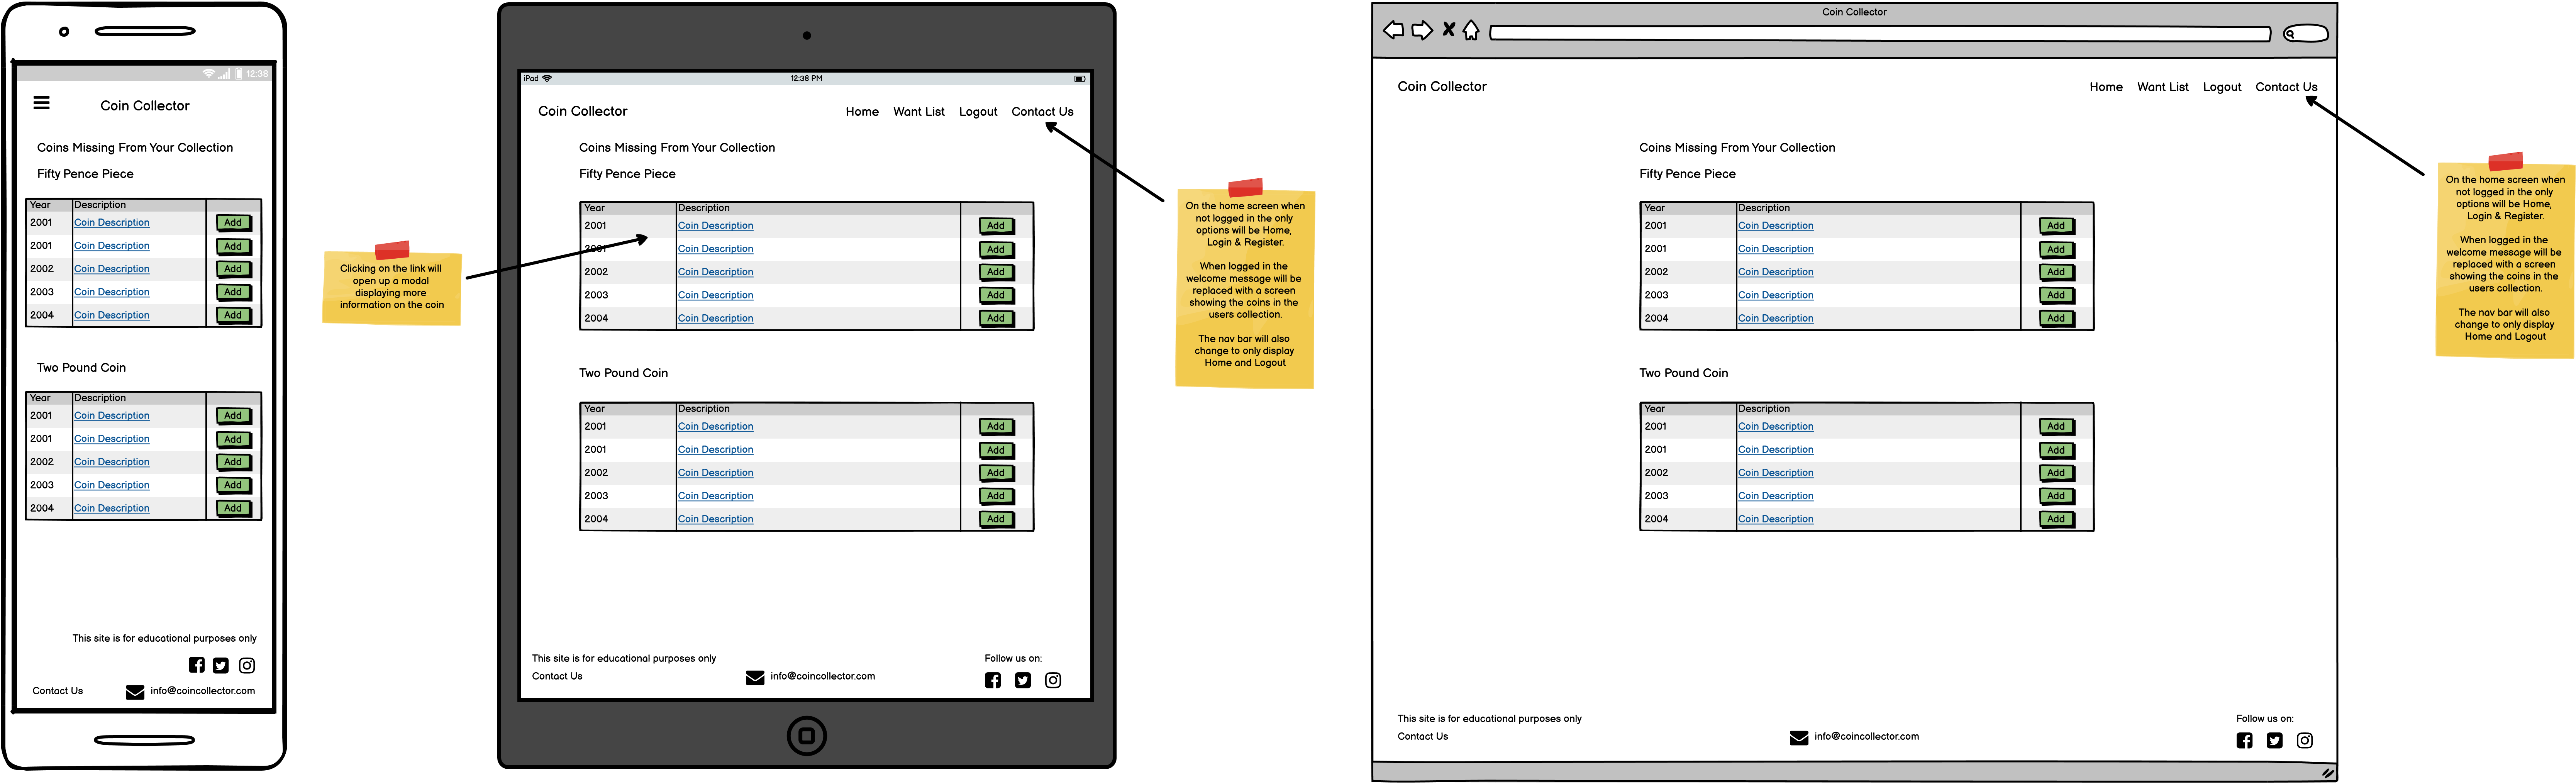 12:38
Coin Collector
Coins Missing From Your Collection
Fifty Pence Piece
Year Description
2001 Coin Description Add
2001 Coin Description Add
2002 Coin Description Add
2003 Coin Description Add
2004 Coin Description Add
Two Pound Coin
Year Description
2001 Coin Description Add
2001 Coin Description Add
2002 Coin Description Add
2003 Coin Description Add
2004 Coin Description Add
This site is for educational purposes only
Contact Us info@coincollector.com
Clicking on the link will
open up a modal
displaying more
information on the coin
iPad 12:38 PM
Coin Collector Home Want List Logout Contact Us
Coins Missing From Your Collection
Fifty Pence Piece
Year Description
2001 Coin Description Add
2001 Coin Description Add
2002 Coin Description Add
2003 Coin Description Add
2004 Coin Description Add
Two Pound Coin
Year Description
2001 Coin Description Add
2001 Coin Description Add
2002 Coin Description Add
2003 Coin Description Add
2004 Coin Description Add
This site is for educational purposes only
Follow us on:
Contact Us info@coincollector.com
On the home screen when
not logged in the only
options will be Home,
Login & Register.
When logged in the
welcome message will be
replaced with a screen
showing the coins in the
users collection.
The nav bar will also
change to only display
Home and Logout
Coin Collector
Coin Collector Home Want List Logout Contact Us
Coins Missing From Your Collection
Fifty Pence Piece
Year Description
2001 Coin Description Add
2001 Coin Description Add
2002 Coin Description Add
2003 Coin Description Add
2004 Coin Description Add
Two Pound Coin
Year Description
2001 Coin Description Add
2001 Coin Description Add
2002 Coin Description Add
2003 Coin Description Add
2004 Coin Description Add
This site is for educational purposes only
Follow us on:
Contact Us info@coincollector.com
On the home screen when
not logged in the only
options will be Home,
Login & Register.
When logged in the
welcome message will be
replaced with a screen
showing the coins in the
users collection.
The nav bar will also
change to only display
Home and Logout